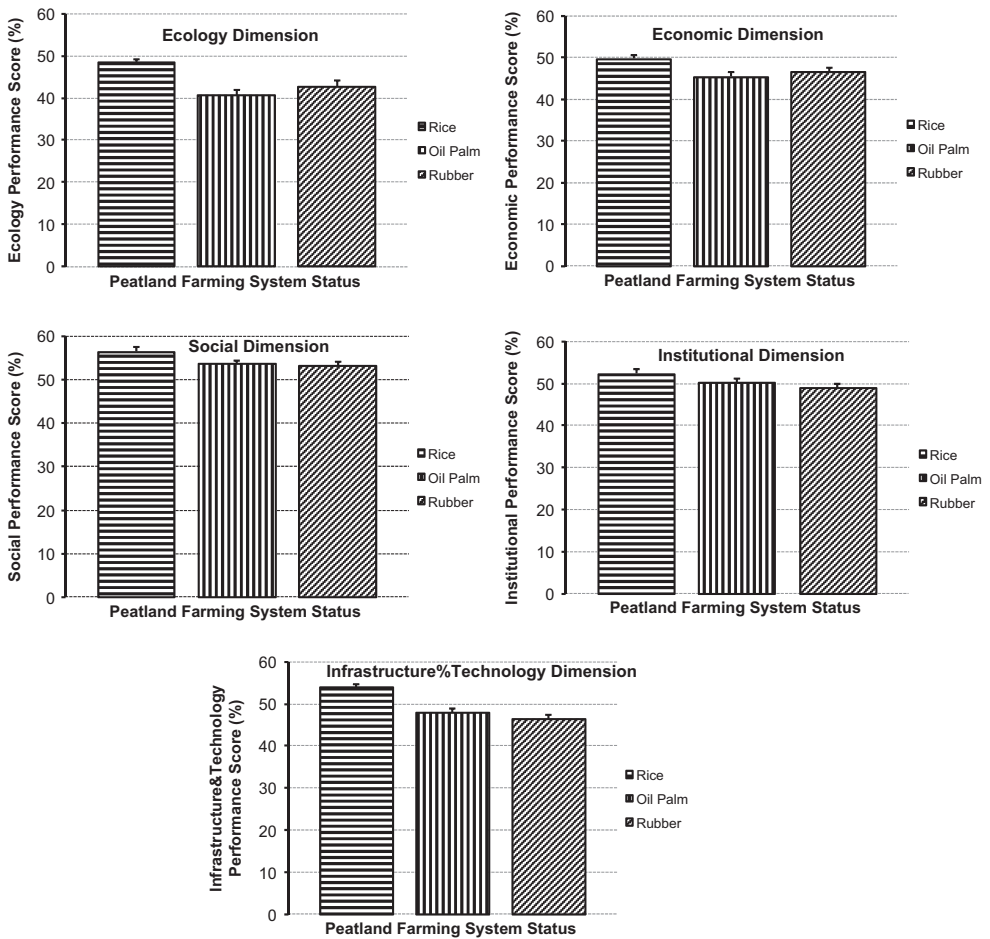 Ecology Dimension
Ecology Performance Score (%)
60
50
40
30
20
10
0
Rice
Oil Palm
Rubber
Peatland Farming System Status
Economic Dimension
Economic Performance Score (%)
60
50
40
30
20
10
0
Rice
Oil Palm
Rubber
Peatland Farming System Status
Social Dimension
Social Performance Score (%)
60
50
40
30
20
10
0
Rice
Oil Palm
Rubber
Peatland Farming System Status
Institutional Dimension
Institutional Performance Score (%)
60
50
40
30
20
10
0
Rice
Oil Palm
Rubber
Peatland Farming System Status
Infrastructure%Technology Dimension
Infrastructure&Technology
Performance Score (%)
60
50
40
30
20
10
0
Rice
Oil Palm
Rubber
Peatland Farming System Status